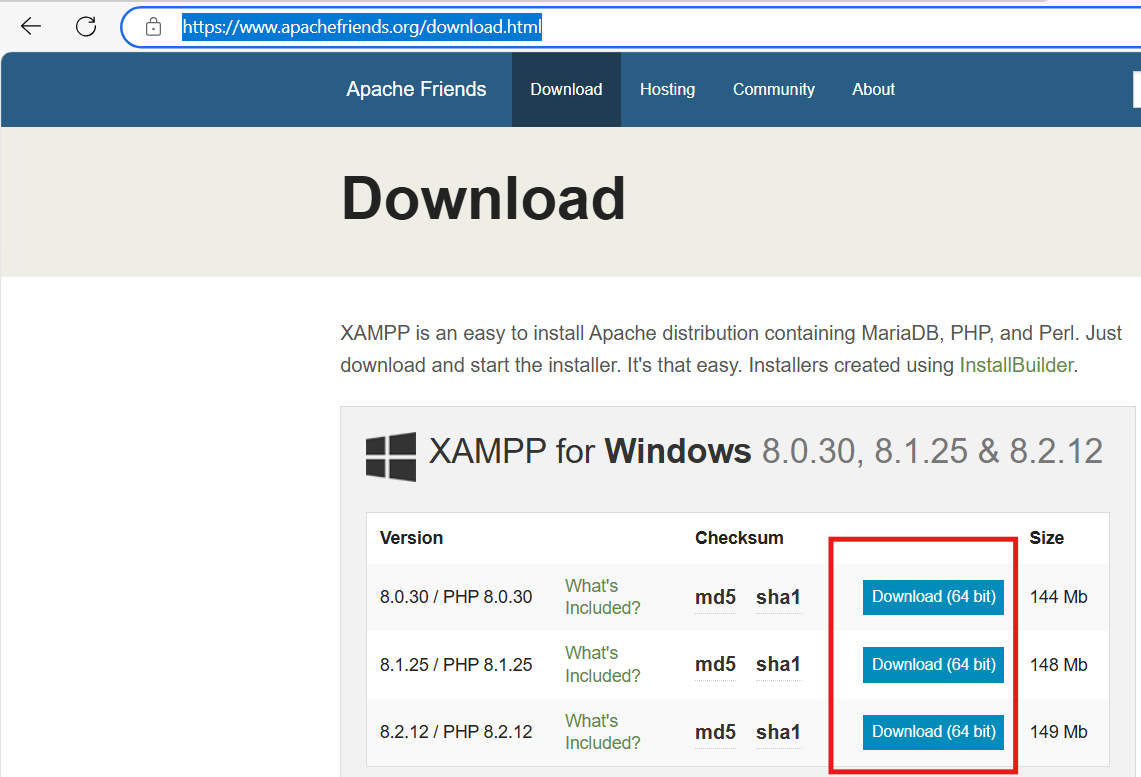 https://www.apachefriends.org/download.html
Apache Friends Download Hosting Community About
Download
XAMPP is an easy to install Apache distribution containing MariaDB, PHP, and Perl. Just
download and start the installer. It's that easy. Installers created using InstallBuilder.
XAMPP for Windows 8.0.30, 8.1.25 & 8.2.12
Version Checksum Size
8.0.30 / PHP 8.0.30 What's Included? md5 sha1 Download (64 bit) 144 Mb
8.1.25 / PHP 8.1.25 What's Included? md5 sha1 Download (64 bit) 148 Mb
8.2.12 / PHP 8.2.12 What's Included? md5 sha1 Download (64 bit) 149 Mb